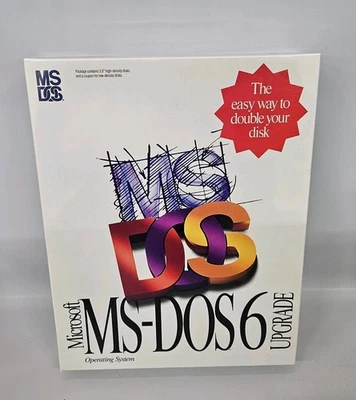 MS
DOS
Package contains 3.5" high-density disks
and a coupon for low-density disks.
The
easy way to
double your
disk
MS
DOS
Microsoft
MS-DOS 6
UPGRADE
Operating System